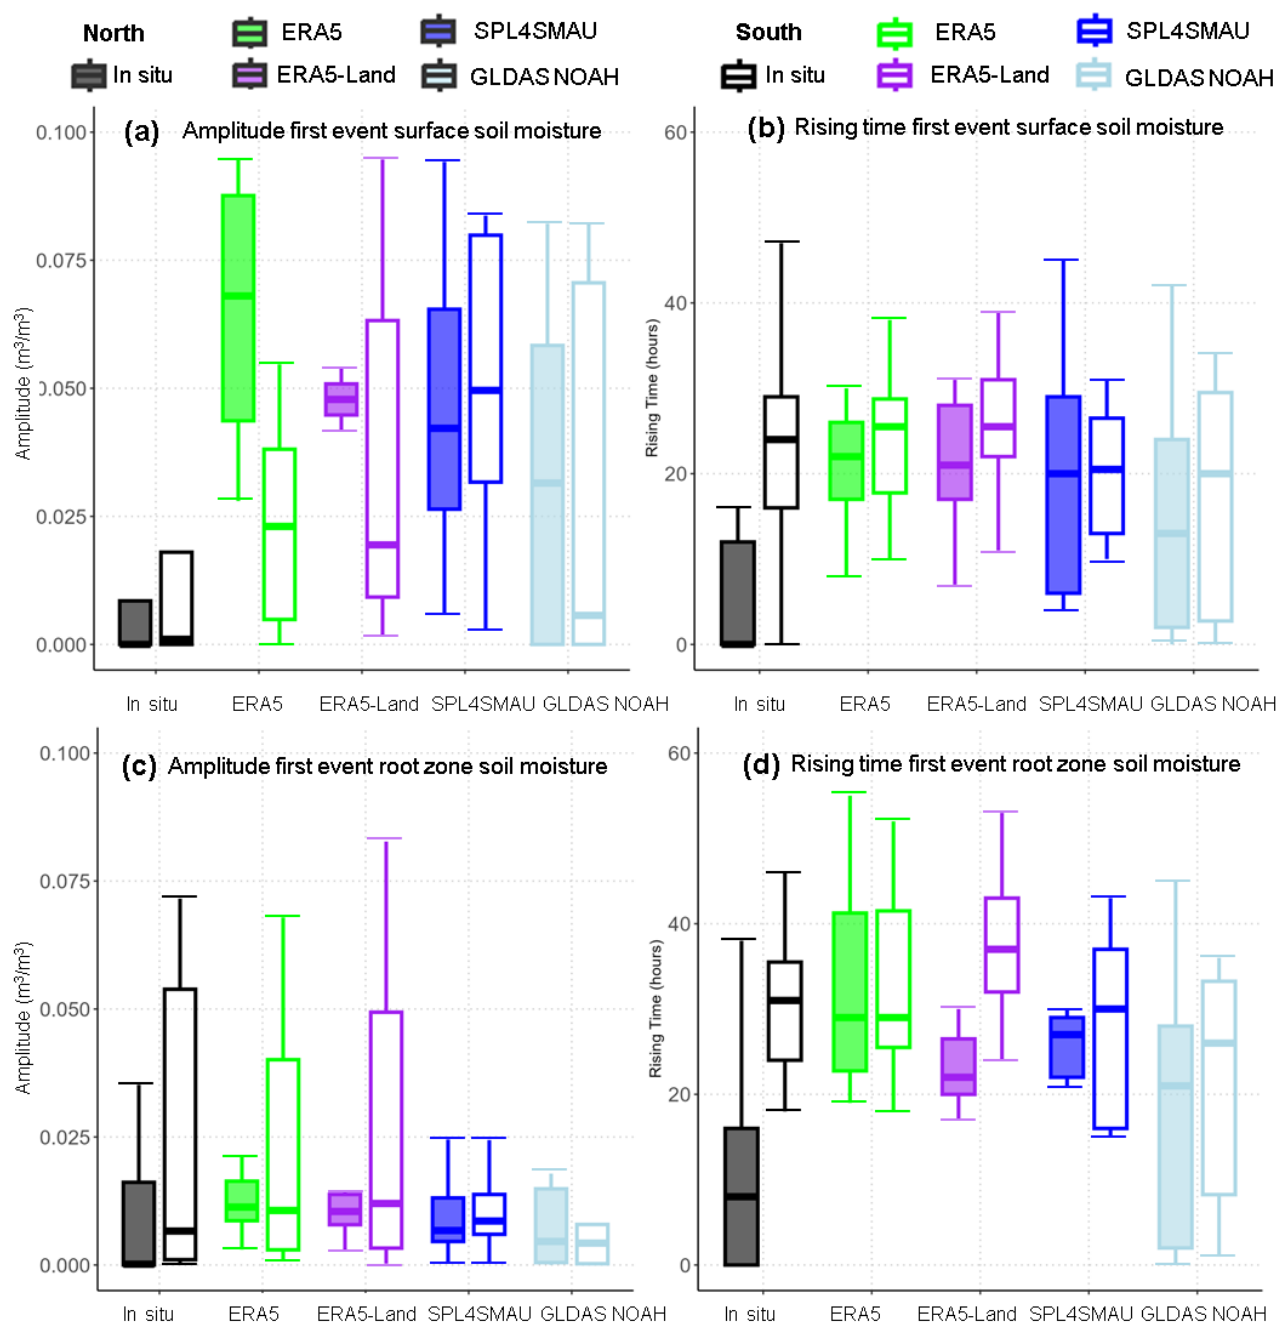 North ERA5 SPL4SMAU South ERA5 SPL4SMAU
In situ ERA5-Land GLDAS NOAH In situ ERA5-Land GLDAS NOAH
(a) Amplitude first event surface soil moisture
0.100
0.075
0.050
0.025
0.000
Amplitude (m³/m³)
In situ ERA5 ERA5-Land SPL4SMAU GLDAS NOAH
(b) Rising time first event surface soil moisture
60
40
20
0
Rising Time (hours)
In situ ERA5 ERA5-Land SPL4SMAU GLDAS NOAH
(c) Amplitude first event root zone soil moisture
0.100
0.075
0.050
0.025
0.000
Amplitude (m³/m³)
In situ ERA5 ERA5-Land SPL4SMAU GLDAS NOAH
(d) Rising time first event root zone soil moisture
60
40
20
0
Rising Time (hours)
In situ ERA5 ERA5-Land SPL4SMAU GLDAS NOAH